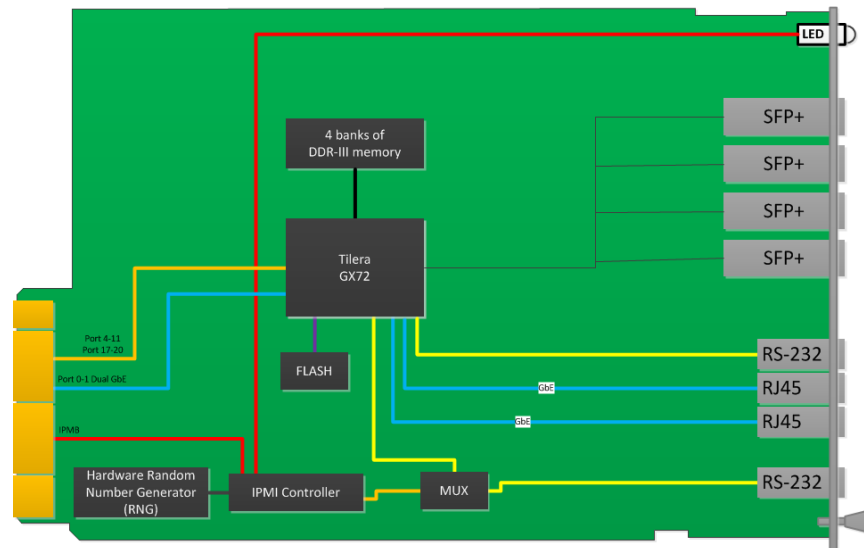 LED
SFP+
4 banks of
DDR-III memory
SFP+
SFP+
Tilera
GX72
SFP+
Port 4-11
Port 17-20
RS-232
FLASH
Port 0-1 Dual GbE
GbE
RJ45
GbE
RJ45
IPMB
Hardware Random
Number Generator
(RNG)
IPMI Controller
MUX
RS-232